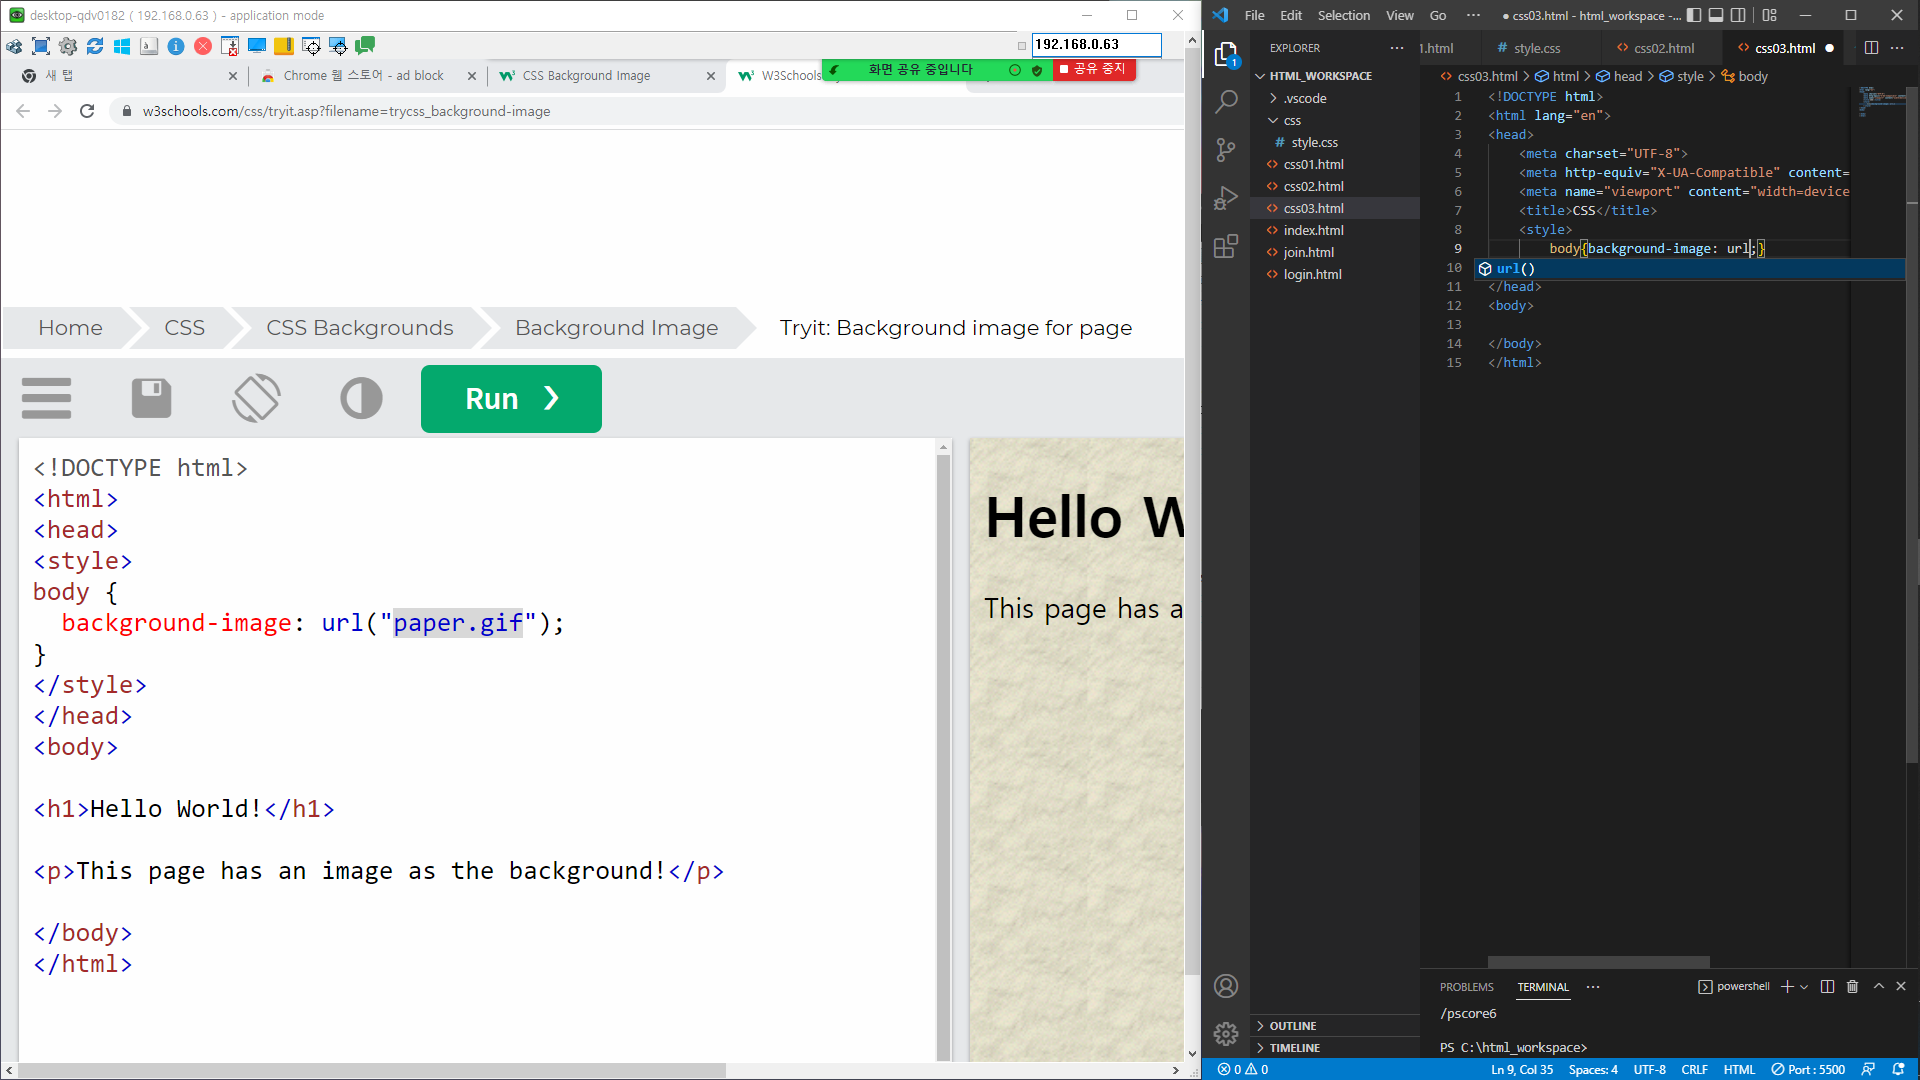 desktop-qdv0182 ( 192.168.0.63 ) - application mode
192.168.0.63
새 탭
Chrome 웹 스토어 - ad block
CSS Background Image
W3Schools
화면 공유 중입니다
공유 중지
w3schools.com/css/tryit.asp?filename=trycss_background-image
Home
CSS
CSS Backgrounds
Background Image
Tryit: Background image for page
Run ❯
<!DOCTYPE html>
<html>
<head>
<style>
body {
  background-image: url("paper.gif");
}
</style>
</head>
<body>
<h1>Hello World!</h1>
<p>This page has an image as the background!</p>
</body>
</html>
Hello W
This page has a
File Edit Selection View Go ···
● css03.html - html_workspace -...
EXPLORER
HTML_WORKSPACE
.vscode
css
# style.css
<> css01.html
<> css02.html
<> css03.html
<> index.html
<> join.html
<> login.html
OUTLINE
TIMELINE
1.html
# style.css
<> css02.html
<> css03.html ●
<> css03.html > html > head > style > body
1 <!DOCTYPE html>
2 <html lang="en">
3 <head>
4     <meta charset="UTF-8">
5     <meta http-equiv="X-UA-Compatible" content=
6     <meta name="viewport" content="width=device
7     <title>CSS</title>
8     <style>
9         body{background-image: url;}
url()
10
11 </head>
12 <body>
13
14 </body>
15 </html>
PROBLEMS
TERMINAL
···
powershell
/pscore6
PS C:\html_workspace>
0 0
Ln 9, Col 35
Spaces: 4
UTF-8
CRLF
HTML
Port : 5500